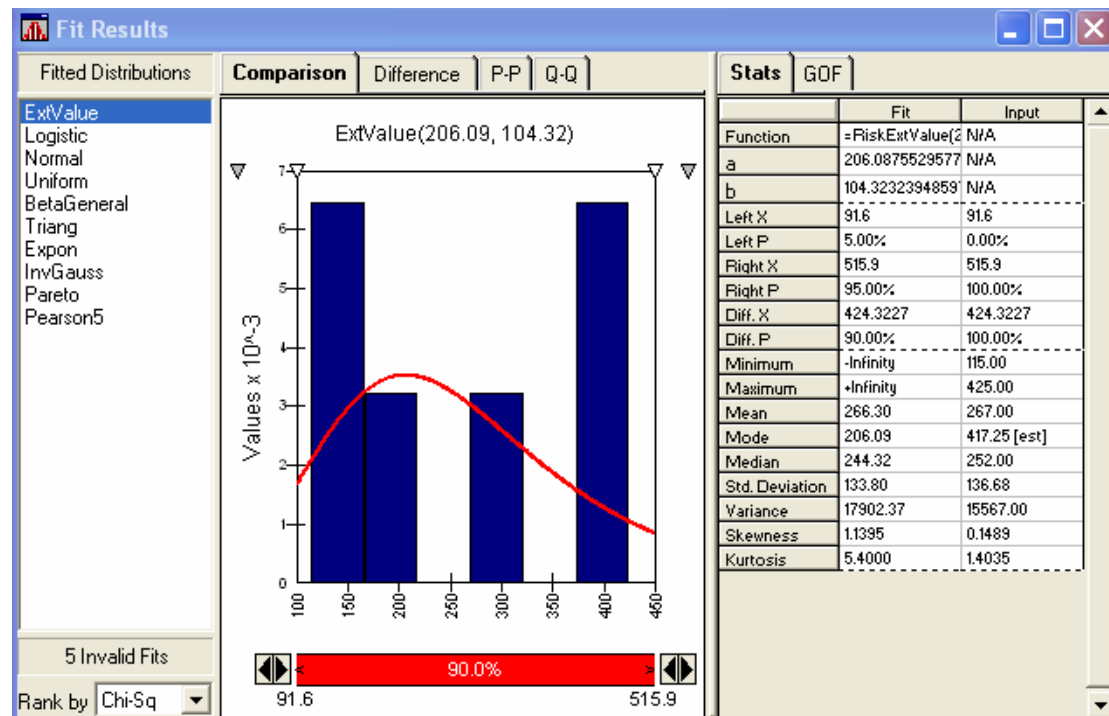 Fit Results
Fitted Distributions
ExtValue
Logistic
Normal
Uniform
BetaGeneral
Triang
Expon
InvGauss
Pareto
Pearson5
5 Invalid Fits
Rank by Chi-Sq
Comparison Difference P-P Q-Q
ExtValue(206.09, 104.32)
Values x 10^-3
7
6
5
4
3
2
1
0
100 150 200 250 300 350 400 450
< 90.0% >
91.6 515.9
Stats GOF
Fit Input
Function =RiskExtValue(2 N/A
a 206.0875529577 N/A
b 104.3232394859 N/A
Left X 91.6 91.6
Left P 5.00% 0.00%
Right X 515.9 515.9
Right P 95.00% 100.00%
Diff. X 424.3227 424.3227
Diff. P 90.00% 100.00%
Minimum -Infinity 115.00
Maximum +Infinity 425.00
Mean 266.30 267.00
Mode 206.09 417.25 [est]
Median 244.32 252.00
Std. Deviation 133.80 136.68
Variance 17902.37 15567.00
Skewness 1.1395 0.1489
Kurtosis 5.4000 1.4035